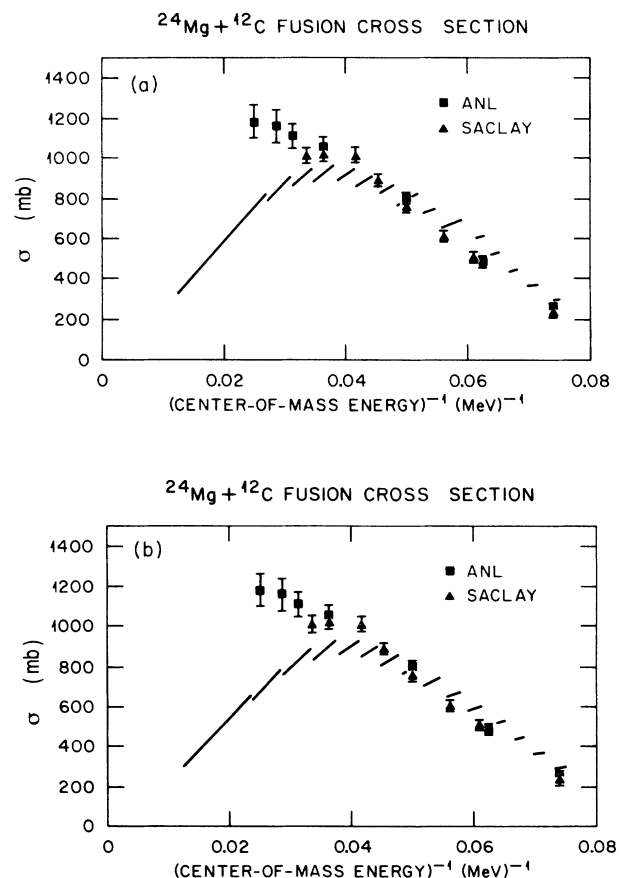 ²⁴Mg+¹²C FUSION CROSS SECTION
(a)
ANL
SACLAY
1400
1200
1000
800
600
400
200
0
σ (mb)
0 0.02 0.04 0.06 0.08
(CENTER-OF-MASS ENERGY)⁻¹ (MeV)⁻¹
²⁴Mg+¹²C FUSION CROSS SECTION
(b)
ANL
SACLAY
1400
1200
1000
800
600
400
200
0
σ (mb)
0 0.02 0.04 0.06 0.08
(CENTER-OF-MASS ENERGY)⁻¹ (MeV)⁻¹